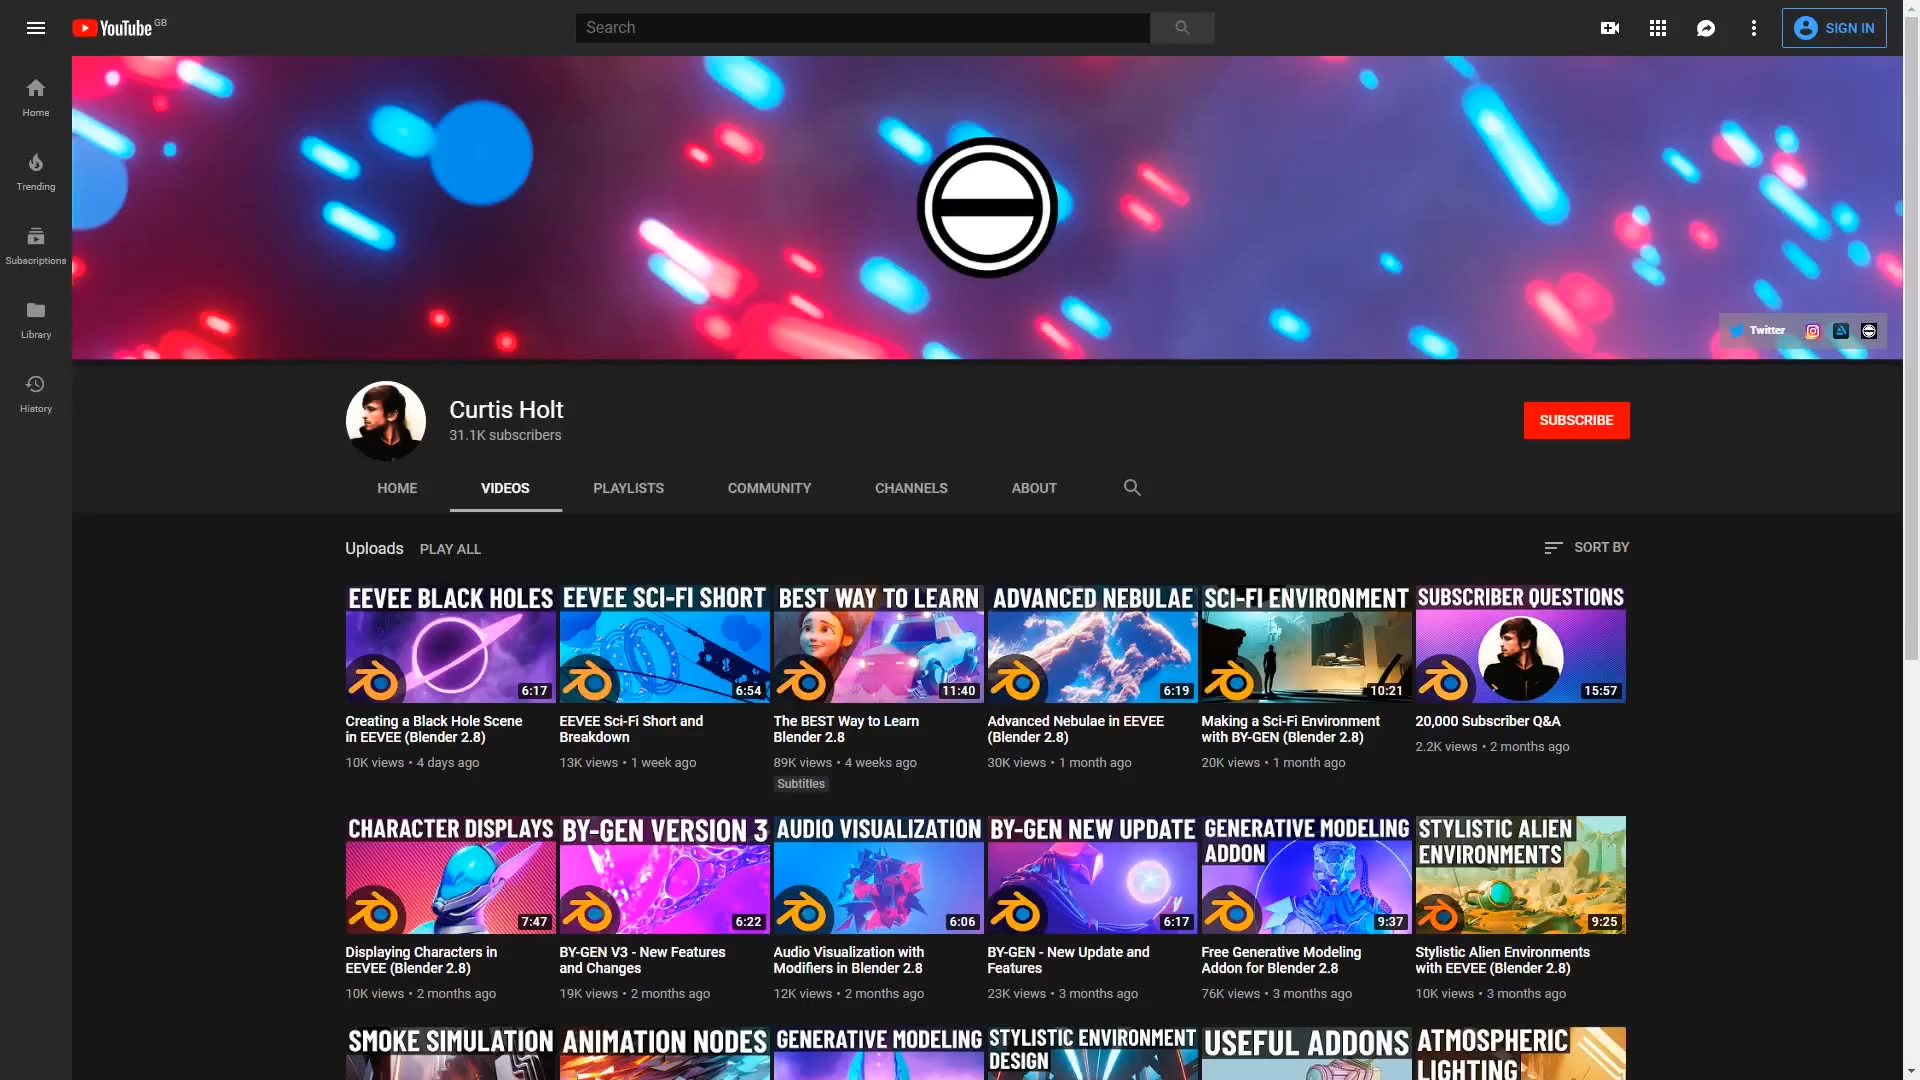 YouTube GB
Search
SIGN IN
Home
Trending
Subscriptions
Library
History
Twitter
Curtis Holt
31.1K subscribers
SUBSCRIBE
HOME VIDEOS PLAYLISTS COMMUNITY CHANNELS ABOUT
Uploads PLAY ALL
SORT BY
EEVEE BLACK HOLES
6:17
Creating a Black Hole Scene
in EEVEE (Blender 2.8)
10K views • 4 days ago
EEVEE SCI-FI SHORT
6:54
EEVEE Sci-Fi Short and
Breakdown
13K views • 1 week ago
BEST WAY TO LEARN
11:40
The BEST Way to Learn
Blender 2.8
89K views • 4 weeks ago
Subtitles
ADVANCED NEBULAE
6:19
Advanced Nebulae in EEVEE
(Blender 2.8)
30K views • 1 month ago
SCI-FI ENVIRONMENT
10:21
Making a Sci-Fi Environment
with BY-GEN (Blender 2.8)
20K views • 1 month ago
SUBSCRIBER QUESTIONS
15:57
20,000 Subscriber Q&A
2.2K views • 2 months ago
CHARACTER DISPLAYS
7:47
Displaying Characters in
EEVEE (Blender 2.8)
10K views • 2 months ago
BY-GEN VERSION 3
6:22
BY-GEN V3 - New Features
and Changes
19K views • 2 months ago
AUDIO VISUALIZATION
6:06
Audio Visualization with
Modifiers in Blender 2.8
12K views • 2 months ago
BY-GEN NEW UPDATE
6:17
BY-GEN - New Update and
Features
23K views • 3 months ago
GENERATIVE MODELING
ADDON
9:37
Free Generative Modeling
Addon for Blender 2.8
76K views • 3 months ago
STYLISTIC ALIEN
ENVIRONMENTS
9:25
Stylistic Alien Environments
with EEVEE (Blender 2.8)
10K views • 3 months ago
SMOKE SIMULATION
ANIMATION NODES
GENERATIVE MODELING
STYLISTIC ENVIRONMENT
DESIGN
USEFUL ADDONS
ATMOSPHERIC
LIGHTING